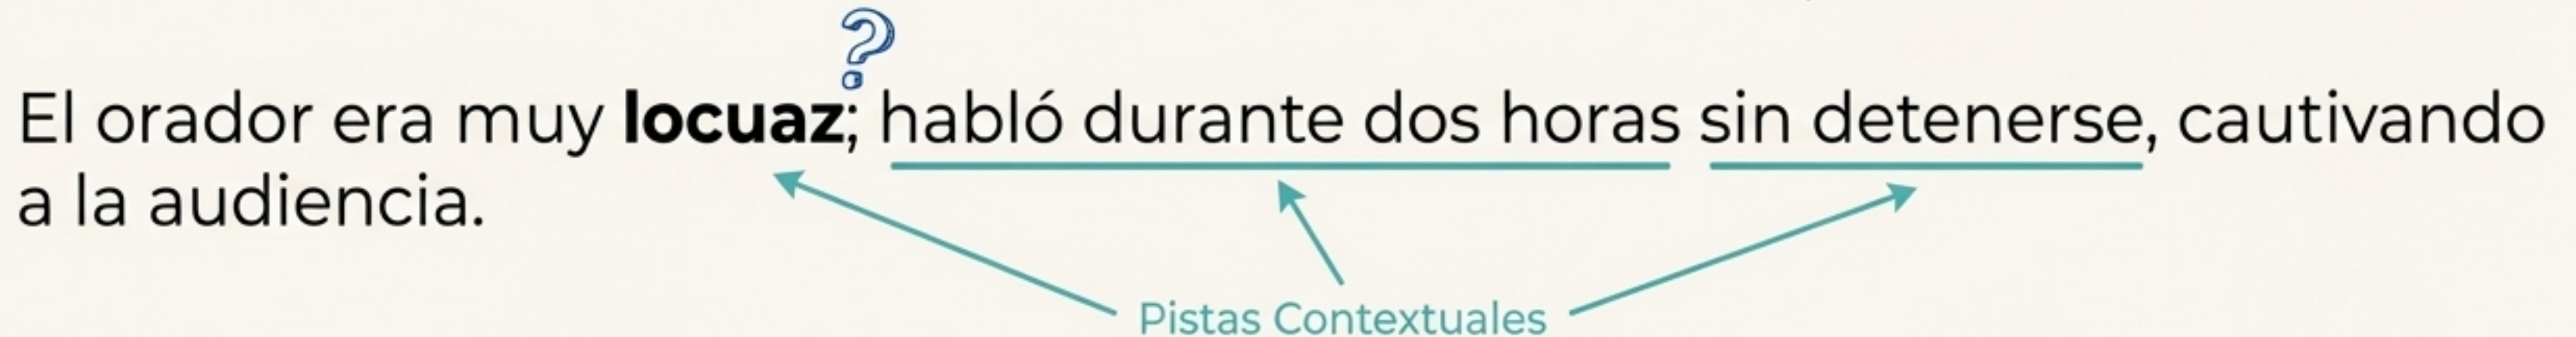 ?
El orador era muy locuaz; habló durante dos horas sin detenerse, cautivando
a la audiencia.
Pistas Contextuales